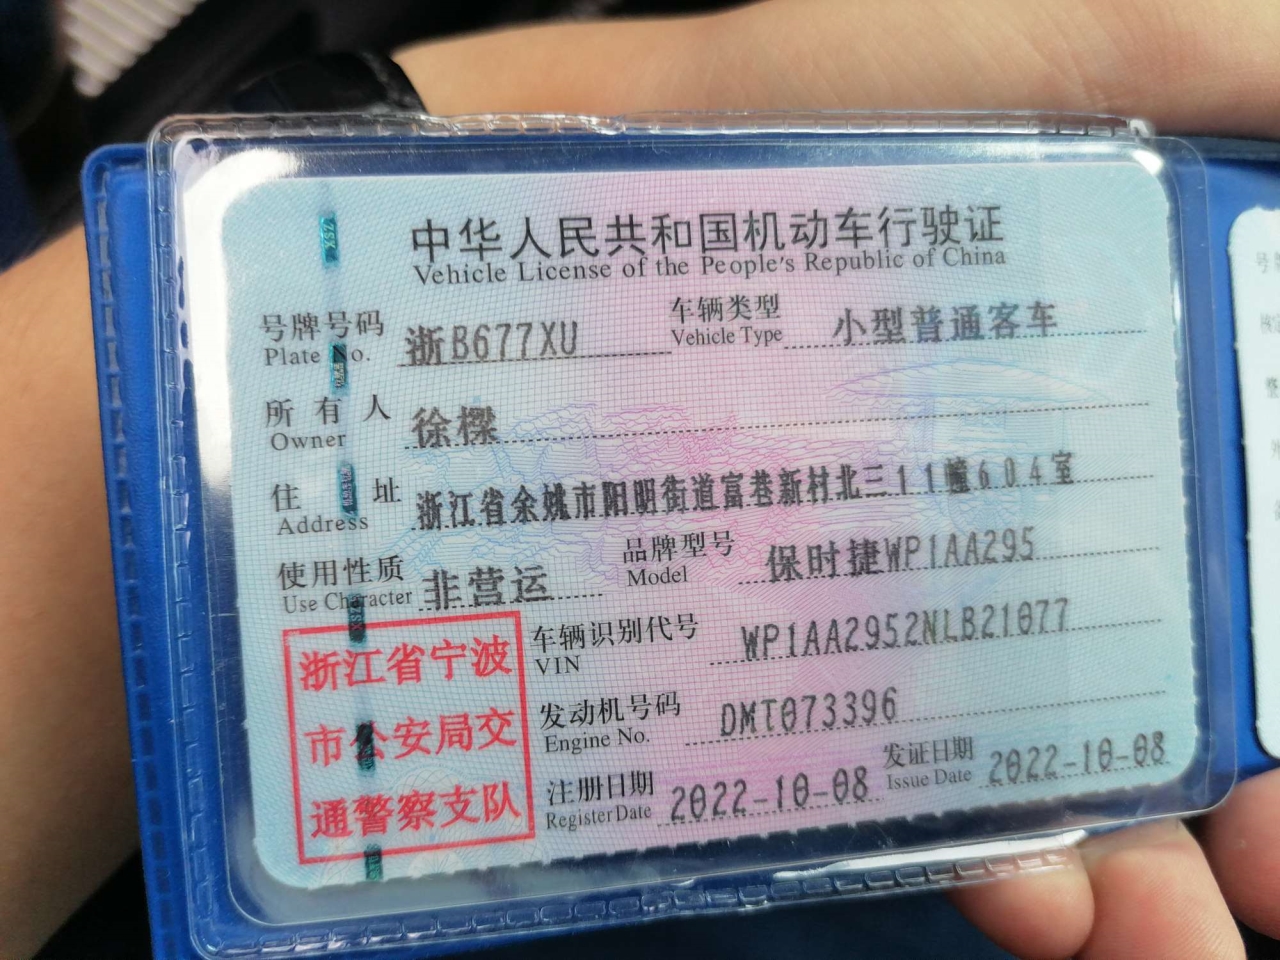 中华人民共和国机动车行驶证
Vehicle License of the People's Republic of China
号牌号码 浙B677XU 车辆类型 小型普通客车
Plate No. Vehicle Type
所有人 徐樑
Owner
住址 浙江省余姚市阳明街道富巷新村北三11幢604室
Address
使用性质 非营运 品牌型号 保时捷WP1AA295
Use Character Model
浙江省宁波
市公安局交
通警察支队
车辆识别代号 WP1AA2952NLB21077
VIN
发动机号码 DMT073396
Engine No.
注册日期 2022-10-08 发证日期 2022-10-08
Register Date Issue Date